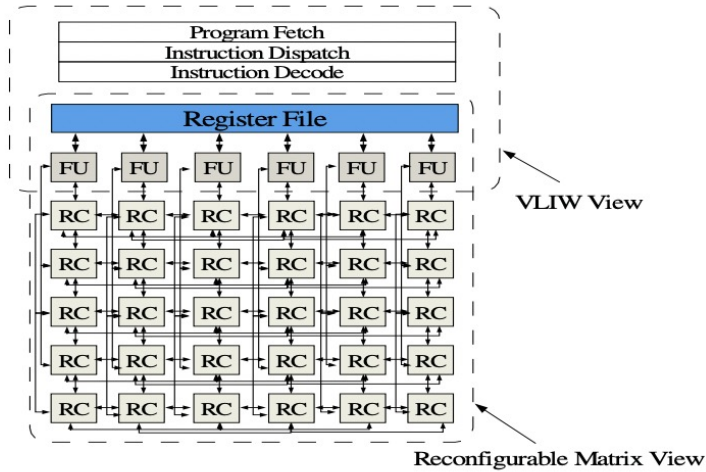 Program Fetch
Instruction Dispatch
Instruction Decode
Register File
FU FU FU FU FU FU
VLIW View
RC RC RC RC RC RC
RC RC RC RC RC RC
RC RC RC RC RC RC
RC RC RC RC RC RC
RC RC RC RC RC RC
Reconfigurable Matrix View